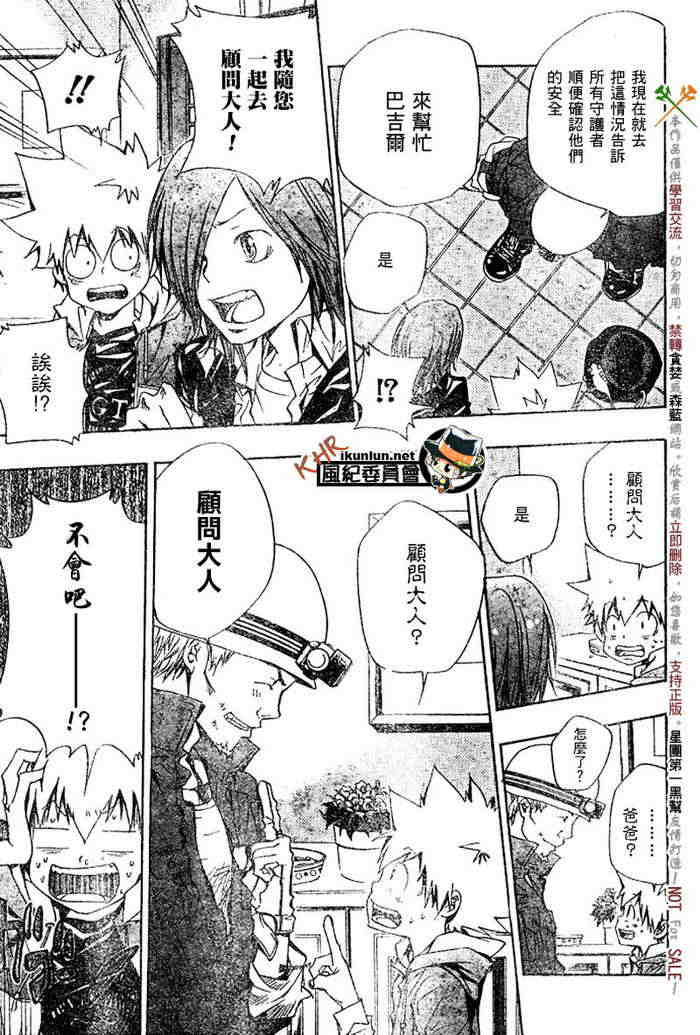 我現在就去
把這情況告訴
所有守護者
順便確認他們
的安全
來幫忙
巴吉爾
是
!?
我隨您
一起去
顧問大人!
!!
誒誒!?
KHR
ikunlun.net
風紀委員會
顧問大人
………?
是
怎麼了?
………
爸爸?
顧問大人?
顧問大人
不會吧——!?
本作品僅供學習交流，切勿商用，禁轉貪婪及森藍網站。欣賞后請立即刪除，如您喜歡，支持正版。星團第一黑幫友情打造！NOT For SALE!